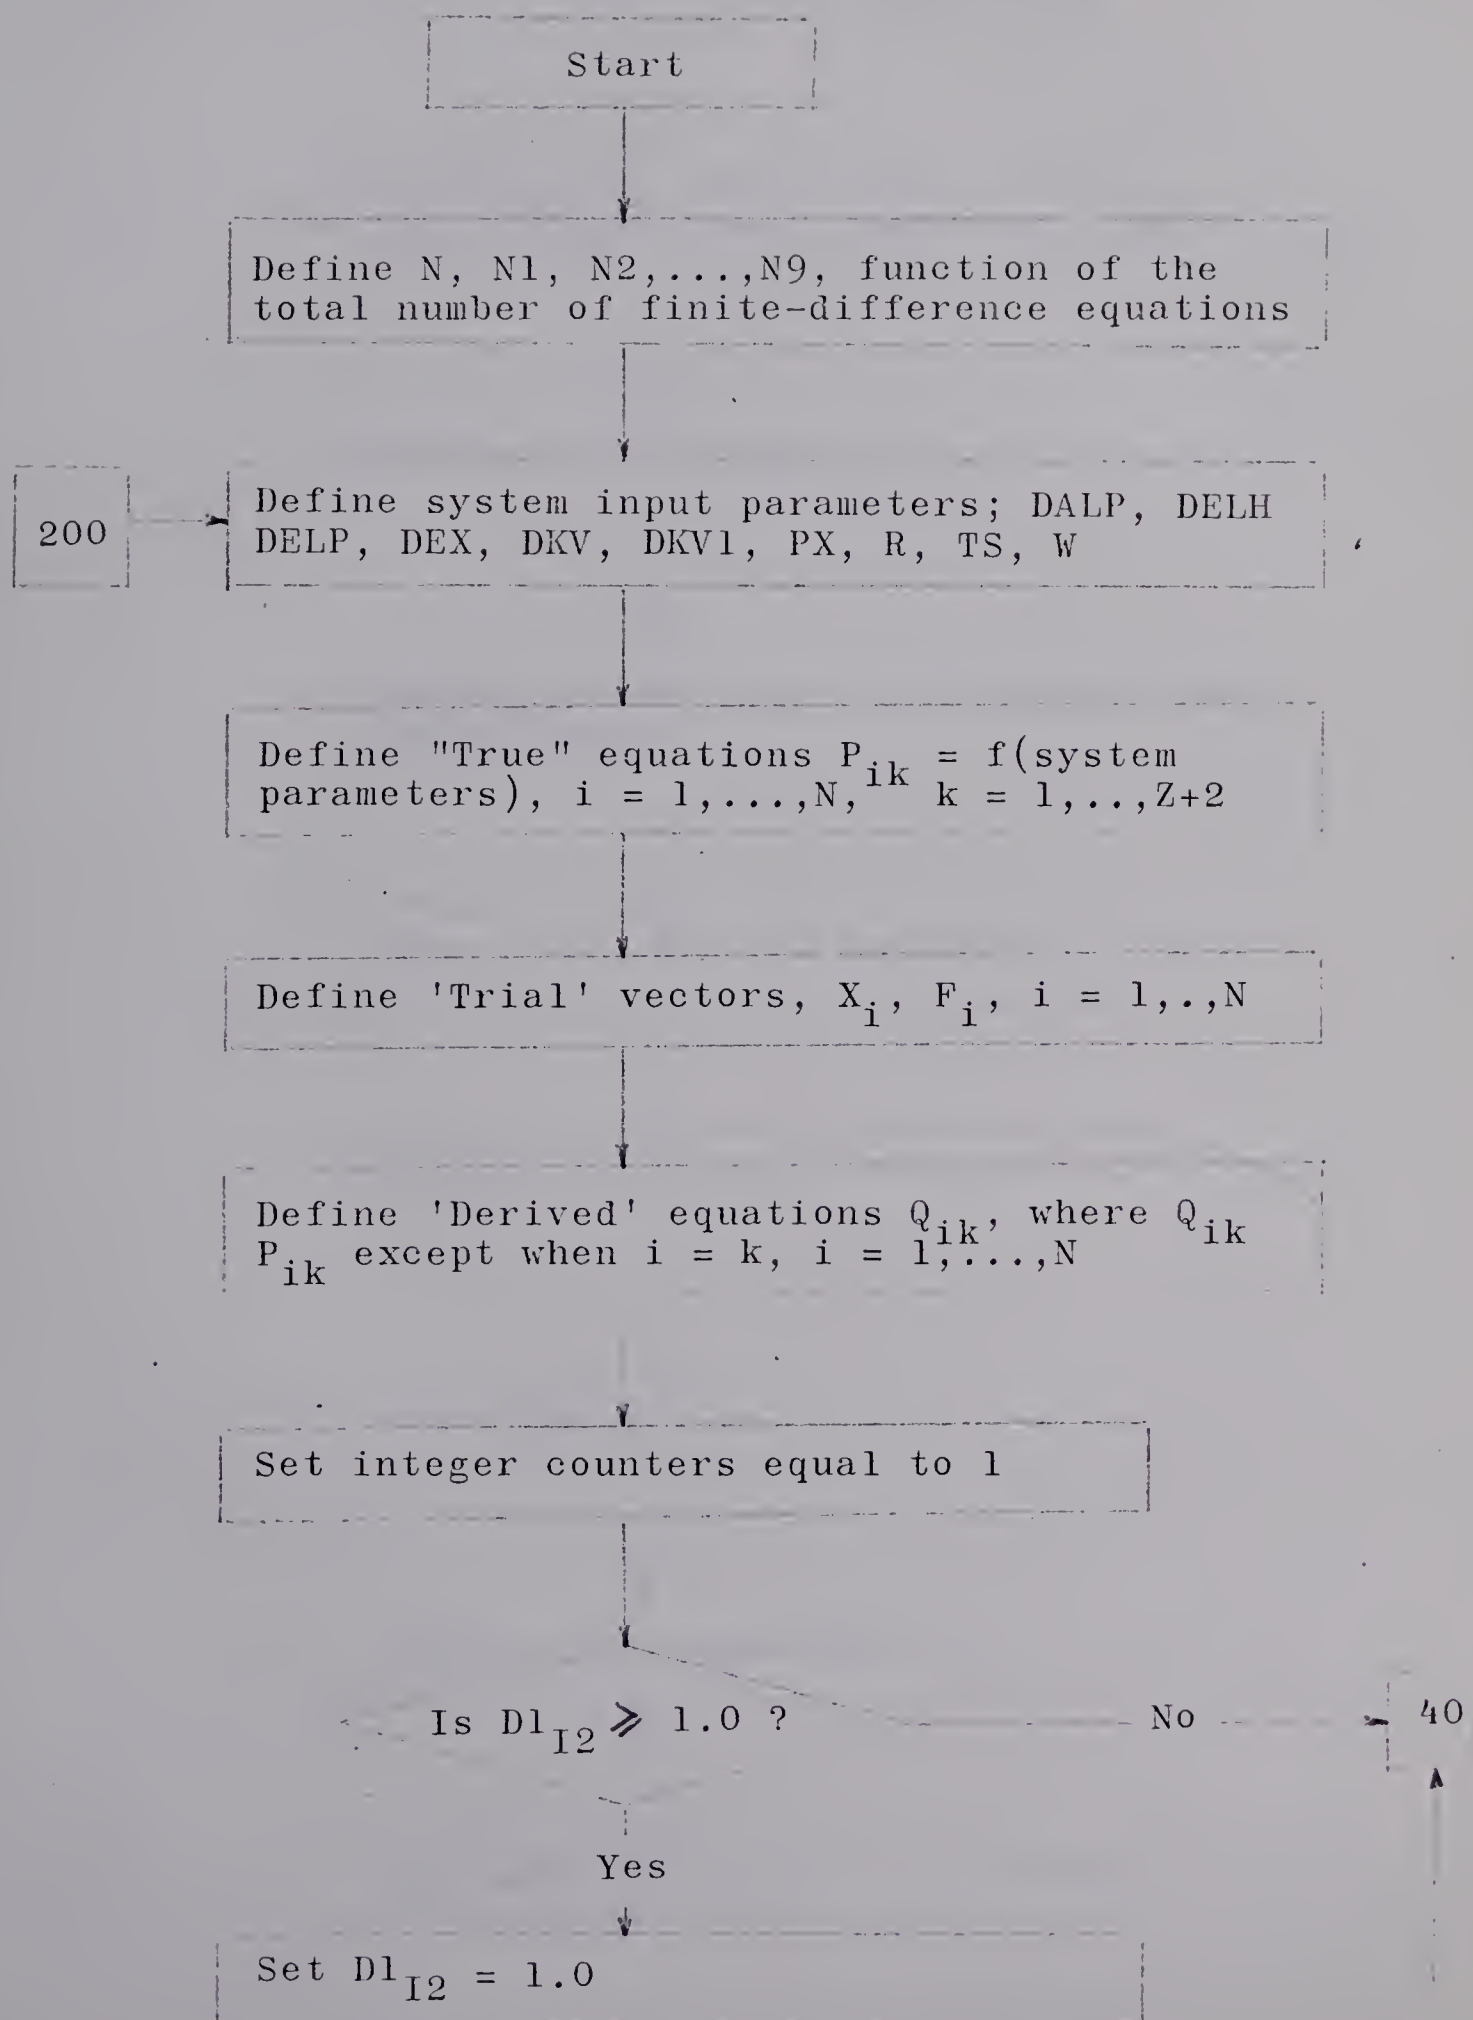 Start
Define N, N1, N2,...,N9, function of the
total number of finite-difference equations
200
Define system input parameters; DALP, DELH
DELP, DEX, DKV, DKV1, PX, R, TS, W
Define "True" equations P_ik = f(system
parameters), i = 1,...,N, k = 1,..,Z+2
Define 'Trial' vectors, X_i, F_i, i = 1,.,N
Define 'Derived' equations Q_ik, where Q_ik
P_ik except when i = k, i = 1,...,N
Set integer counters equal to 1
Is D1_I2 ⩾ 1.0 ?
No
40
Yes
Set D1_I2 = 1.0